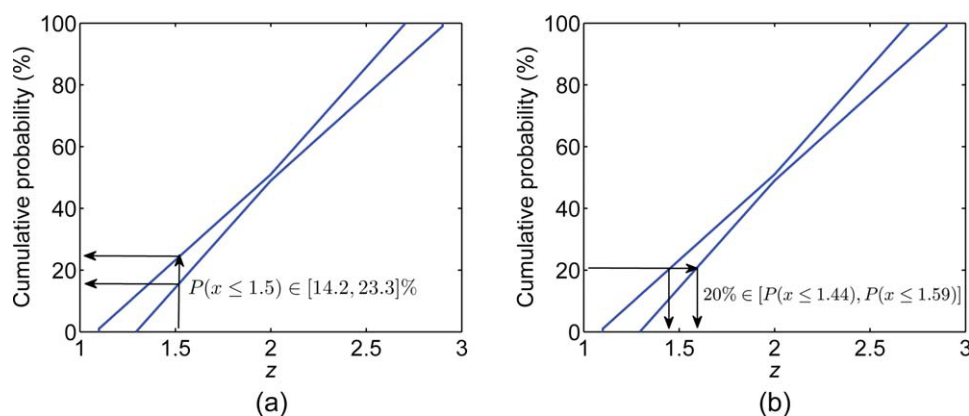 Cumulative probability (%)
100
80
60
40
20
0
1
1.5
2
2.5
3
z
P(x ≤ 1.5) ∈ [14.2, 23.3]%
(a)
Cumulative probability (%)
100
80
60
40
20
0
1
1.5
2
2.5
3
z
20% ∈ [P(x ≤ 1.44), P(x ≤ 1.59)]
(b)